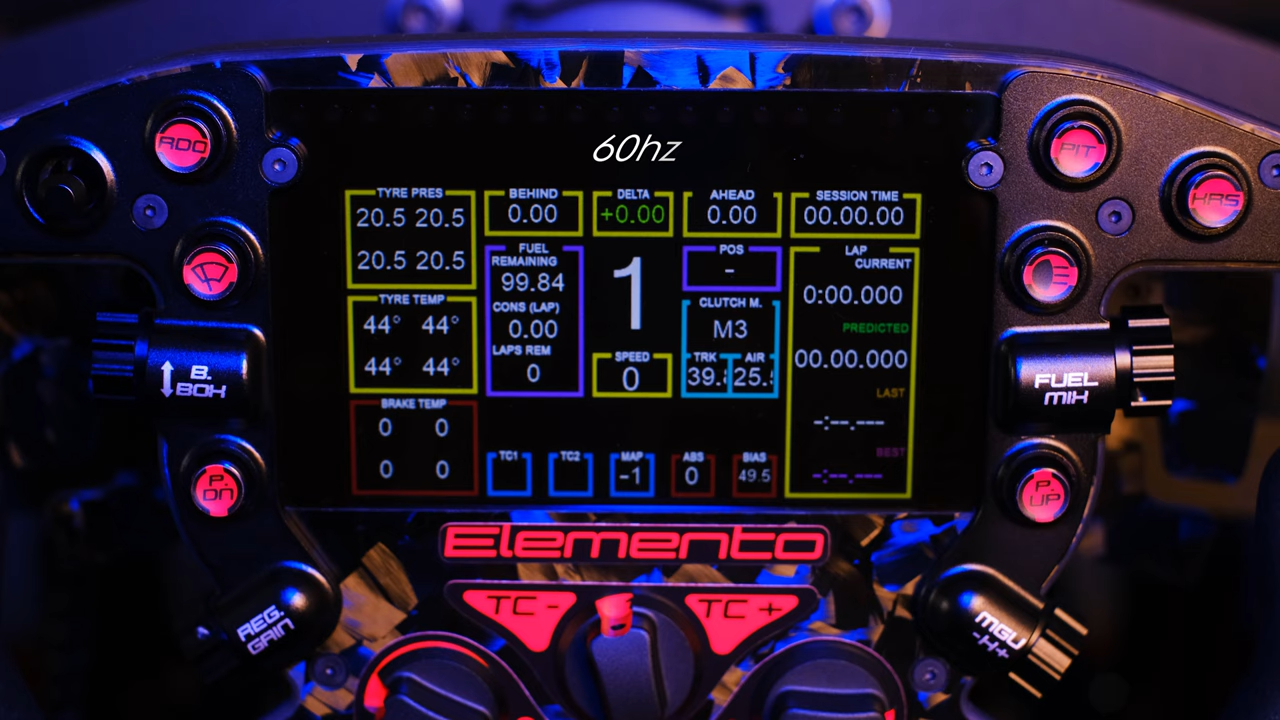 60hz
RDO
PIT
KRS
TYRE PRES
20.5 20.5
20.5 20.5
BEHIND
0.00
DELTA
+0.00
AHEAD
0.00
SESSION TIME
00.00.00
TYRE TEMP
44° 44°
44° 44°
FUEL
REMAINING
99.84
CONS (LAP)
0.00
LAPS REM
0
1
SPEED
0
POS
-
CLUTCH M.
M3
TRK
39.
AIR
25.
LAP
CURRENT
0:00.000
PREDICTED
00.00.000
LAST
-:--.---
BEST
-:--.---
BRAKE TEMP
0 0
0 0
TC1
TC2
MAP
-1
ABS
0
BIAS
49.5
B.
BOX
FUEL
MIX
P.
DN
P.
UP
Elemento
TC -
TC +
REG.
GAIN
MGU
-H+